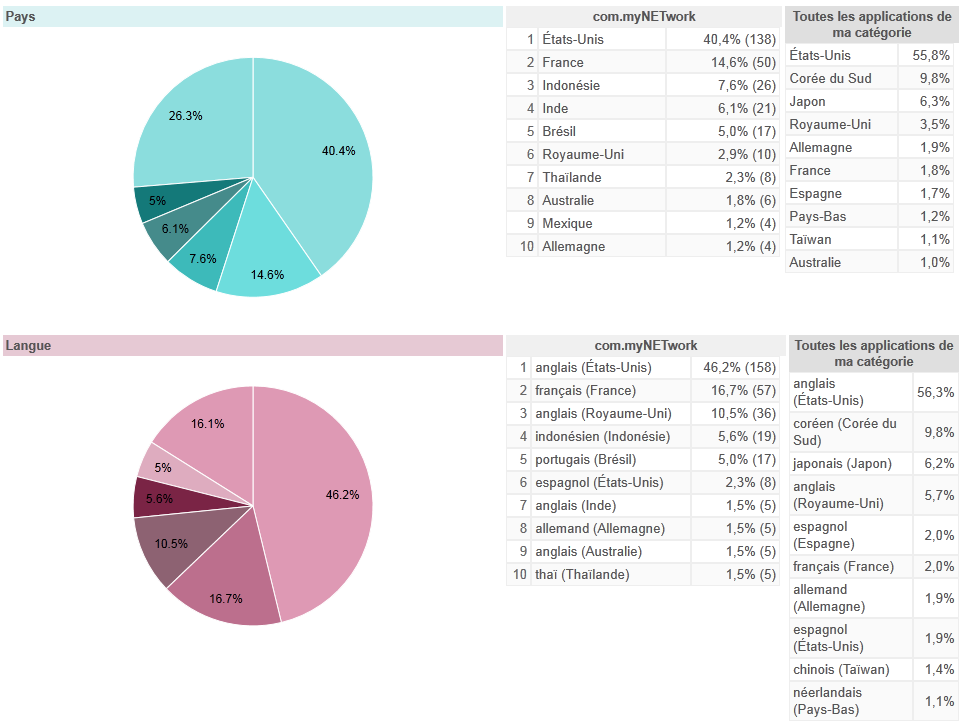 Pays
26.3%
40.4%
5%
6.1%
7.6%
14.6%
com.myNETwork
1 États-Unis 40,4% (138)
2 France 14,6% (50)
3 Indonésie 7,6% (26)
4 Inde 6,1% (21)
5 Brésil 5,0% (17)
6 Royaume-Uni 2,9% (10)
7 Thaïlande 2,3% (8)
8 Australie 1,8% (6)
9 Mexique 1,2% (4)
10 Allemagne 1,2% (4)
Toutes les applications de
ma catégorie
États-Unis 55,8%
Corée du Sud 9,8%
Japon 6,3%
Royaume-Uni 3,5%
Allemagne 1,9%
France 1,8%
Espagne 1,7%
Pays-Bas 1,2%
Taïwan 1,1%
Australie 1,0%
Langue
16.1%
5%
46.2%
5.6%
10.5%
16.7%
com.myNETwork
1 anglais (États-Unis) 46,2% (158)
2 français (France) 16,7% (57)
3 anglais (Royaume-Uni) 10,5% (36)
4 indonésien (Indonésie) 5,6% (19)
5 portugais (Brésil) 5,0% (17)
6 espagnol (États-Unis) 2,3% (8)
7 anglais (Inde) 1,5% (5)
8 allemand (Allemagne) 1,5% (5)
9 anglais (Australie) 1,5% (5)
10 thaï (Thaïlande) 1,5% (5)
Toutes les applications de
ma catégorie
anglais
(États-Unis) 56,3%
coréen (Corée du
Sud) 9,8%
japonais (Japon) 6,2%
anglais
(Royaume-Uni) 5,7%
espagnol
(Espagne) 2,0%
français (France) 2,0%
allemand
(Allemagne) 1,9%
espagnol
(États-Unis) 1,9%
chinois (Taïwan) 1,4%
néerlandais
(Pays-Bas) 1,1%